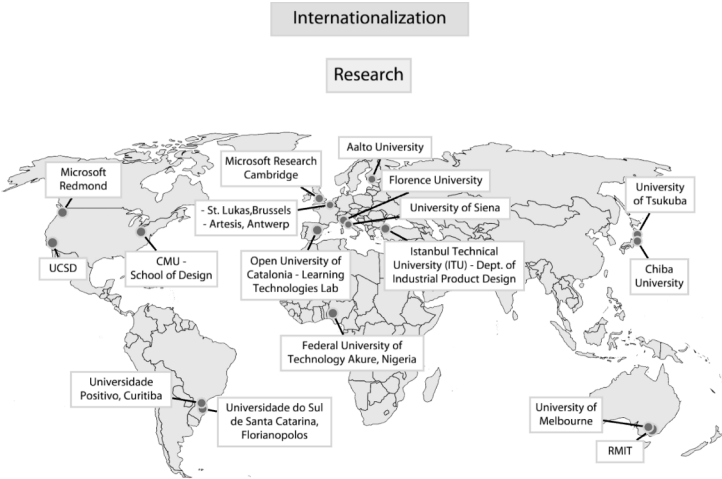 Internationalization
Research
Aalto University
Microsoft Research
Cambridge
Microsoft
Redmond
Florence University
University
of Tsukuba
- St. Lukas,Brussels
- Artesis, Antwerp
University of Siena
UCSD
CMU -
School of Design
Open University of
Catalonia - Learning
Technologies Lab
Istanbul Technical
University (ITU) - Dept. of
Industrial Product Design
Chiba
University
Federal University of
Technology Akure, Nigeria
Universidade
Positivo, Curitiba
Universidade do Sul
de Santa Catarina,
Florianopolos
University of
Melbourne
RMIT